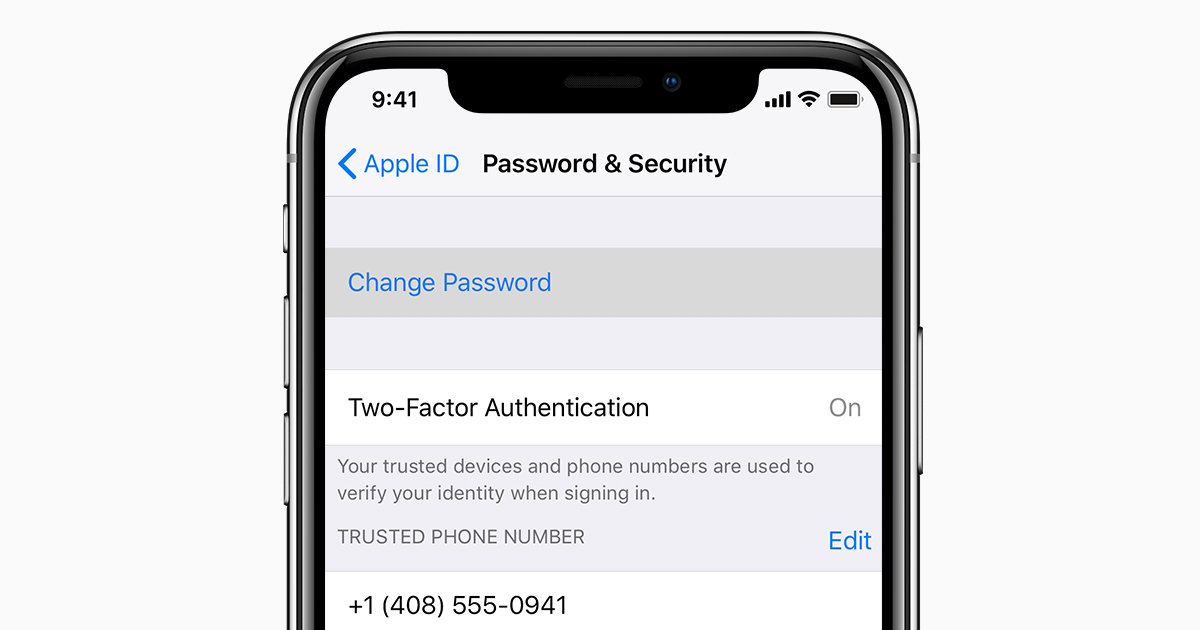 9:41
Apple ID Password & Security
Change Password
Two-Factor Authentication On
Your trusted devices and phone numbers are used to
verify your identity when signing in.
TRUSTED PHONE NUMBER Edit
+1 (408) 555-0941